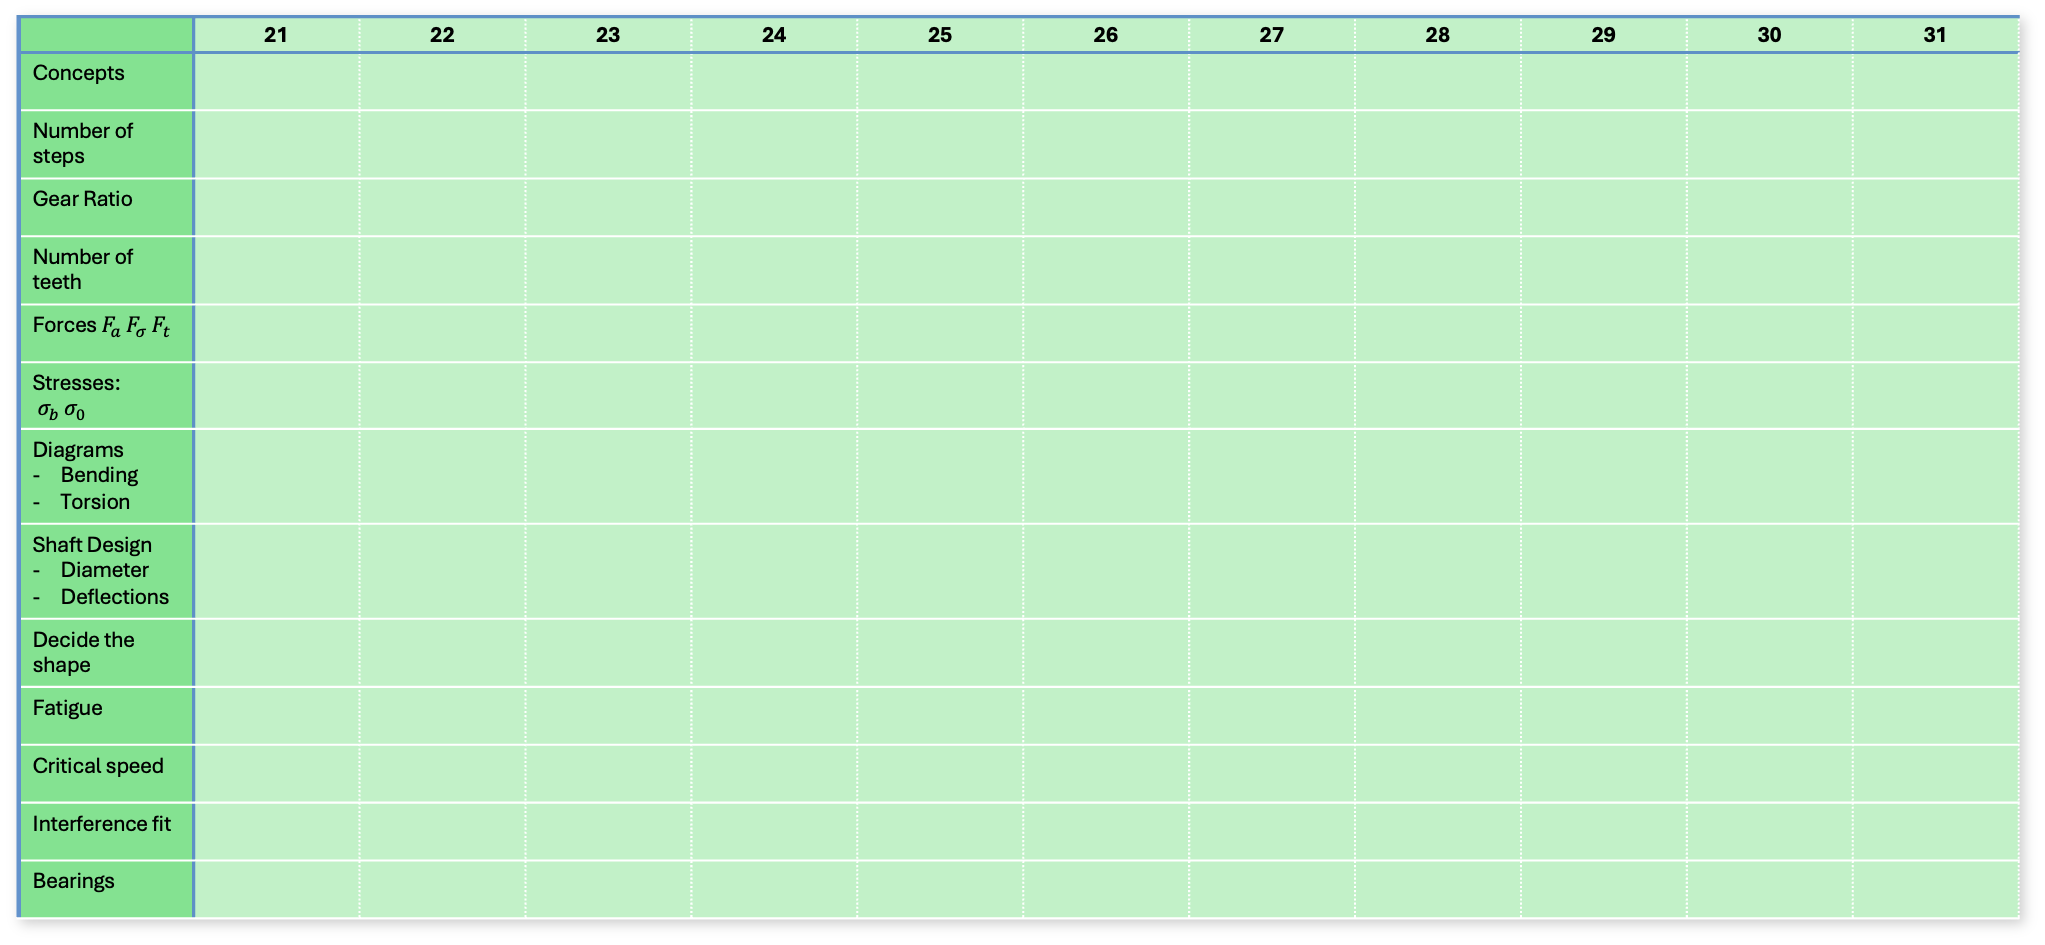 21 22 23 24 25 26 27 28 29 30 31
Concepts
Number of
steps
Gear Ratio
Number of
teeth
Forces Fₐ F_σ Fₜ
Stresses:
σ_b σ₀
Diagrams
- Bending
- Torsion
Shaft Design
- Diameter
- Deflections
Decide the
shape
Fatigue
Critical speed
Interference fit
Bearings